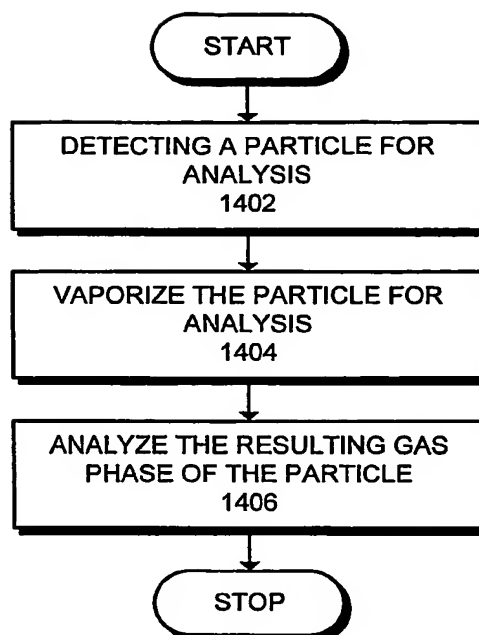 START
DETECTING A PARTICLE FOR
ANALYSIS
1402
VAPORIZE THE PARTICLE FOR
ANALYSIS
1404
ANALYZE THE RESULTING GAS
PHASE OF THE PARTICLE
1406
STOP